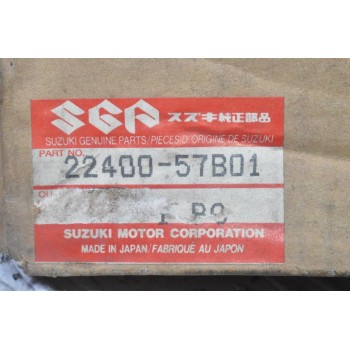 SGP スズキ純正部品
SUZUKI GENUINE PARTS/PIECES D'ORIGINE DE SUZUKI
PART NO.
22400-57B01
SUZUKI MOTOR CORPORATION
MADE IN JAPAN/FABRIQUÉ AU JAPON